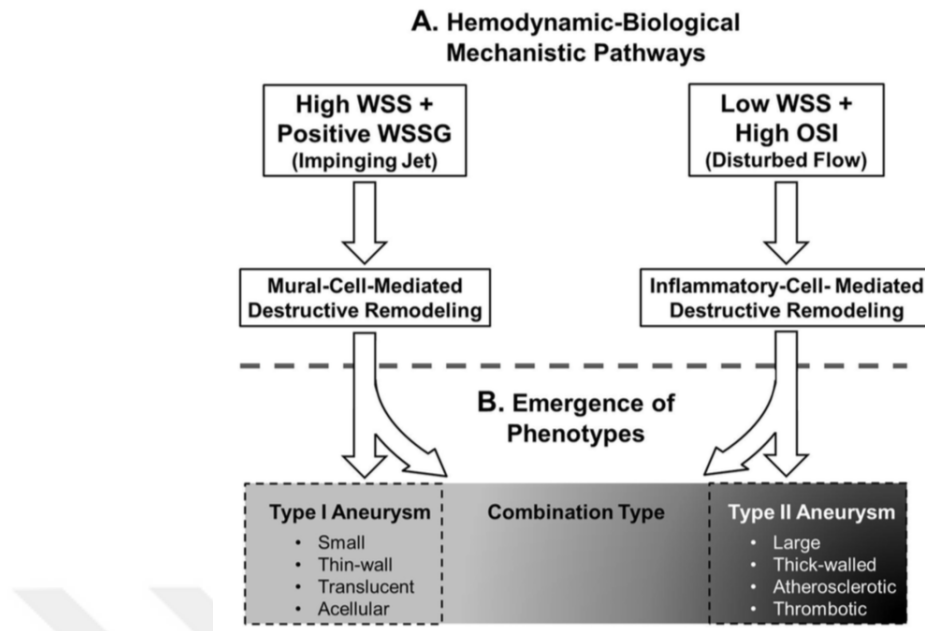 A. Hemodynamic-Biological
Mechanistic Pathways
High WSS +
Positive WSSG
(Impinging Jet)
Low WSS +
High OSI
(Disturbed Flow)
Mural-Cell-Mediated
Destructive Remodeling
Inflammatory-Cell- Mediated
Destructive Remodeling
B. Emergence of
Phenotypes
Type I Aneurysm
• Small
• Thin-wall
• Translucent
• Acellular
Combination Type
Type II Aneurysm
• Large
• Thick-walled
• Atherosclerotic
• Thrombotic